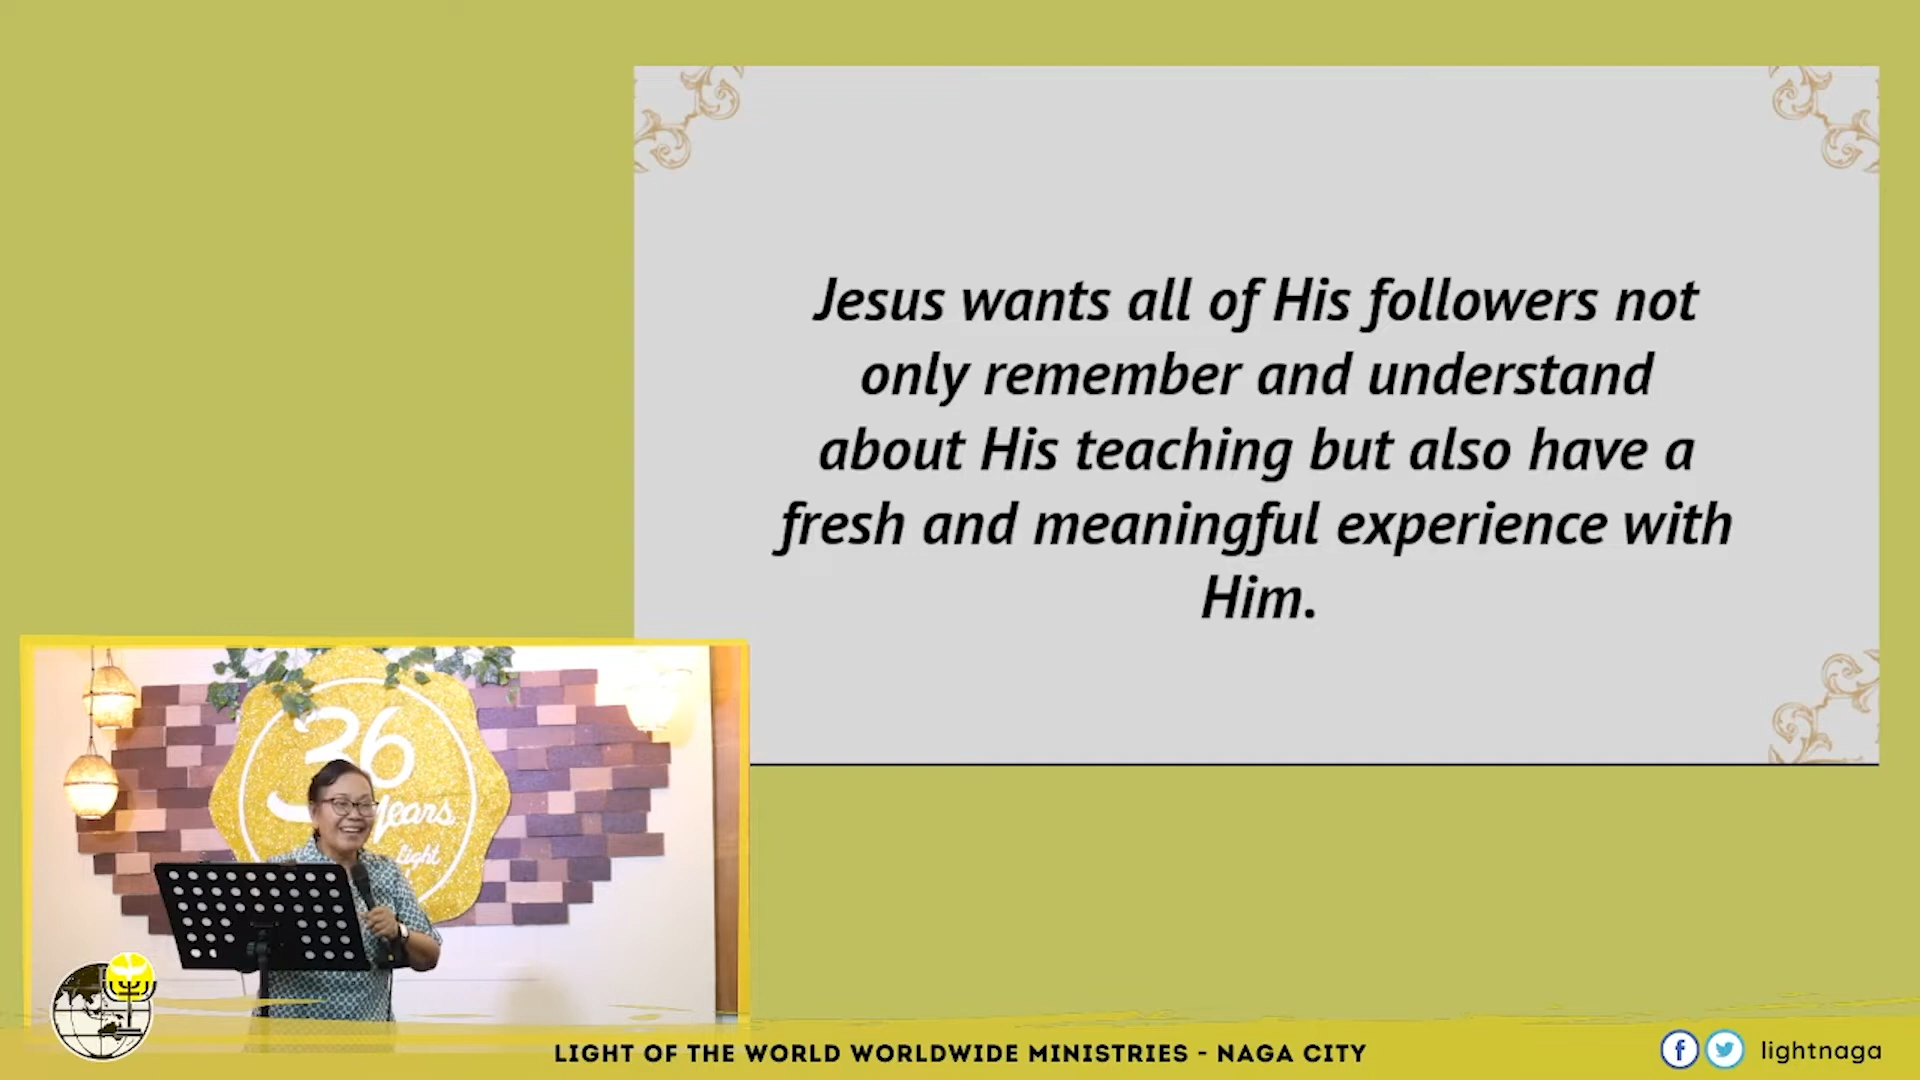 Jesus wants all of His followers not
only remember and understand
about His teaching but also have a
fresh and meaningful experience with
Him.
36
Years
Light
LIGHT OF THE WORLD WORLDWIDE MINISTRIES - NAGA CITY
lightnaga